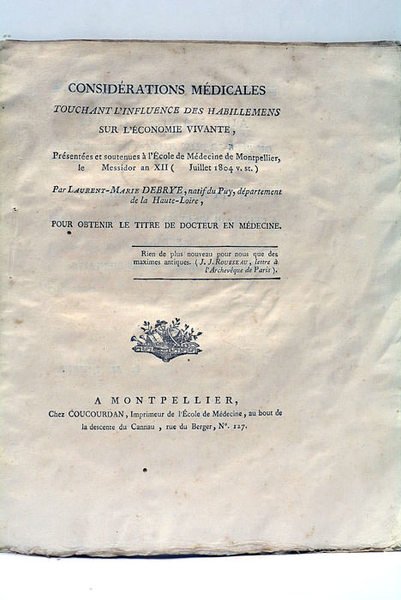 CONSIDÉRATIONS MÉDICALES
TOUCHANT L'INFLUENCE DES HABILLEMENS
SUR L'ÉCONOMIE VIVANTE,
Présentées et soutenues à l'École de Médecine de Montpellier,
le Messidor an XII ( Juillet 1804 v. st.)
Par LAURENT-MARIE DEBRYE, natif du Puy, département
de la Haute-Loire,
POUR OBTENIR LE TITRE DE DOCTEUR EN MÉDECINE.
Rien de plus nouveau pour nous que des
maximes antiques. (J. J. ROUSSEAU, lettre à
l'Archevêque de Paris).
A MONTPELLIER,
Chez COUCOURDAN, Imprimeur de l'École de Médecine, au bout de
la descente du Cannau, rue du Berger, N°. 127.